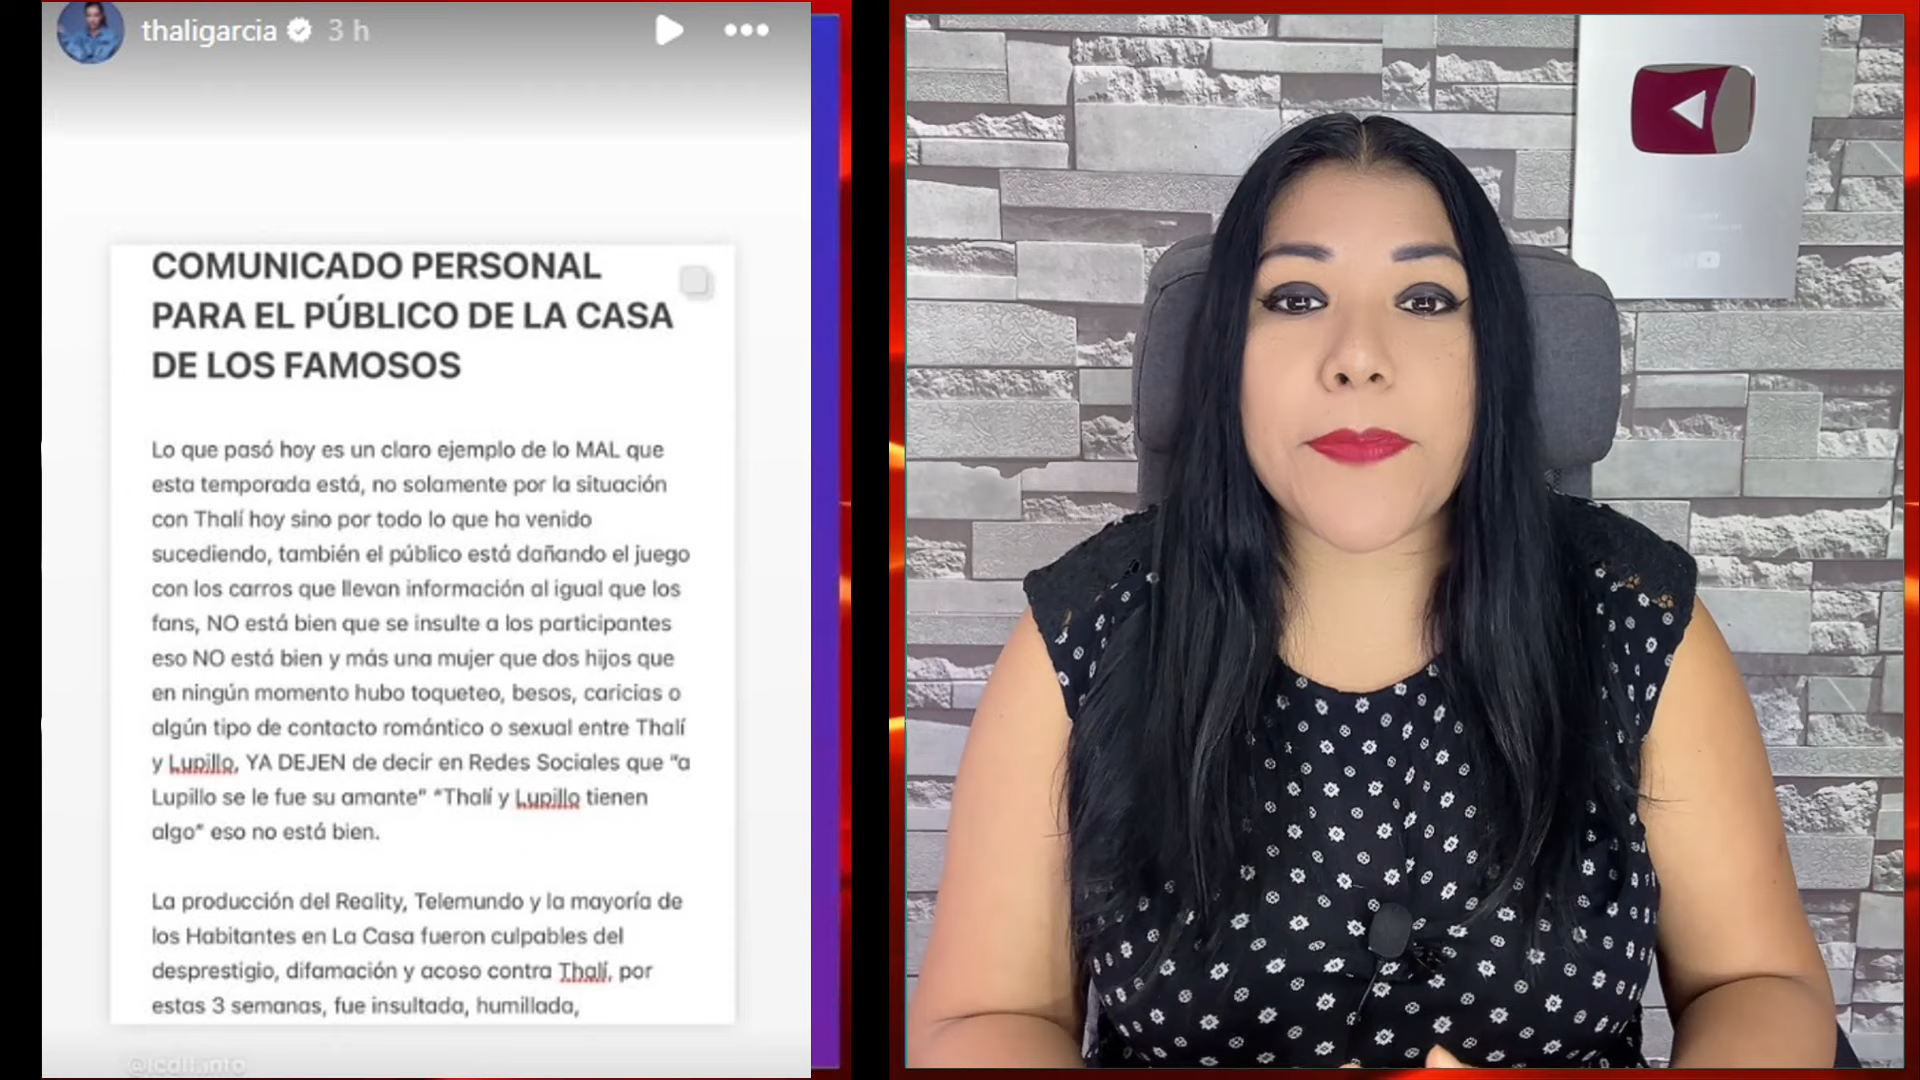 thaligarcia 3 h
COMUNICADO PERSONAL
PARA EL PÚBLICO DE LA CASA
DE LOS FAMOSOS
Lo que pasó hoy es un claro ejemplo de lo MAL que
esta temporada está, no solamente por la situación
con Thalí hoy sino por todo lo que ha venido
sucediendo, también el público está dañando el juego
con los carros que llevan información al igual que los
fans, NO está bien que se insulte a los participantes
eso NO está bien y más una mujer que dos hijos que
en ningún momento hubo toqueteo, besos, caricias o
algún tipo de contacto romántico o sexual entre Thalí
y Lupillo, YA DEJEN de decir en Redes Sociales que "a
Lupillo se le fue su amante" "Thalí y Lupillo tienen
algo" eso no está bien.
La producción del Reality, Telemundo y la mayoría de
los Habitantes en La Casa fueron culpables del
desprestigio, difamación y acoso contra Thalí, por
estas 3 semanas, fue insultada, humillada,
@lcdlf.info